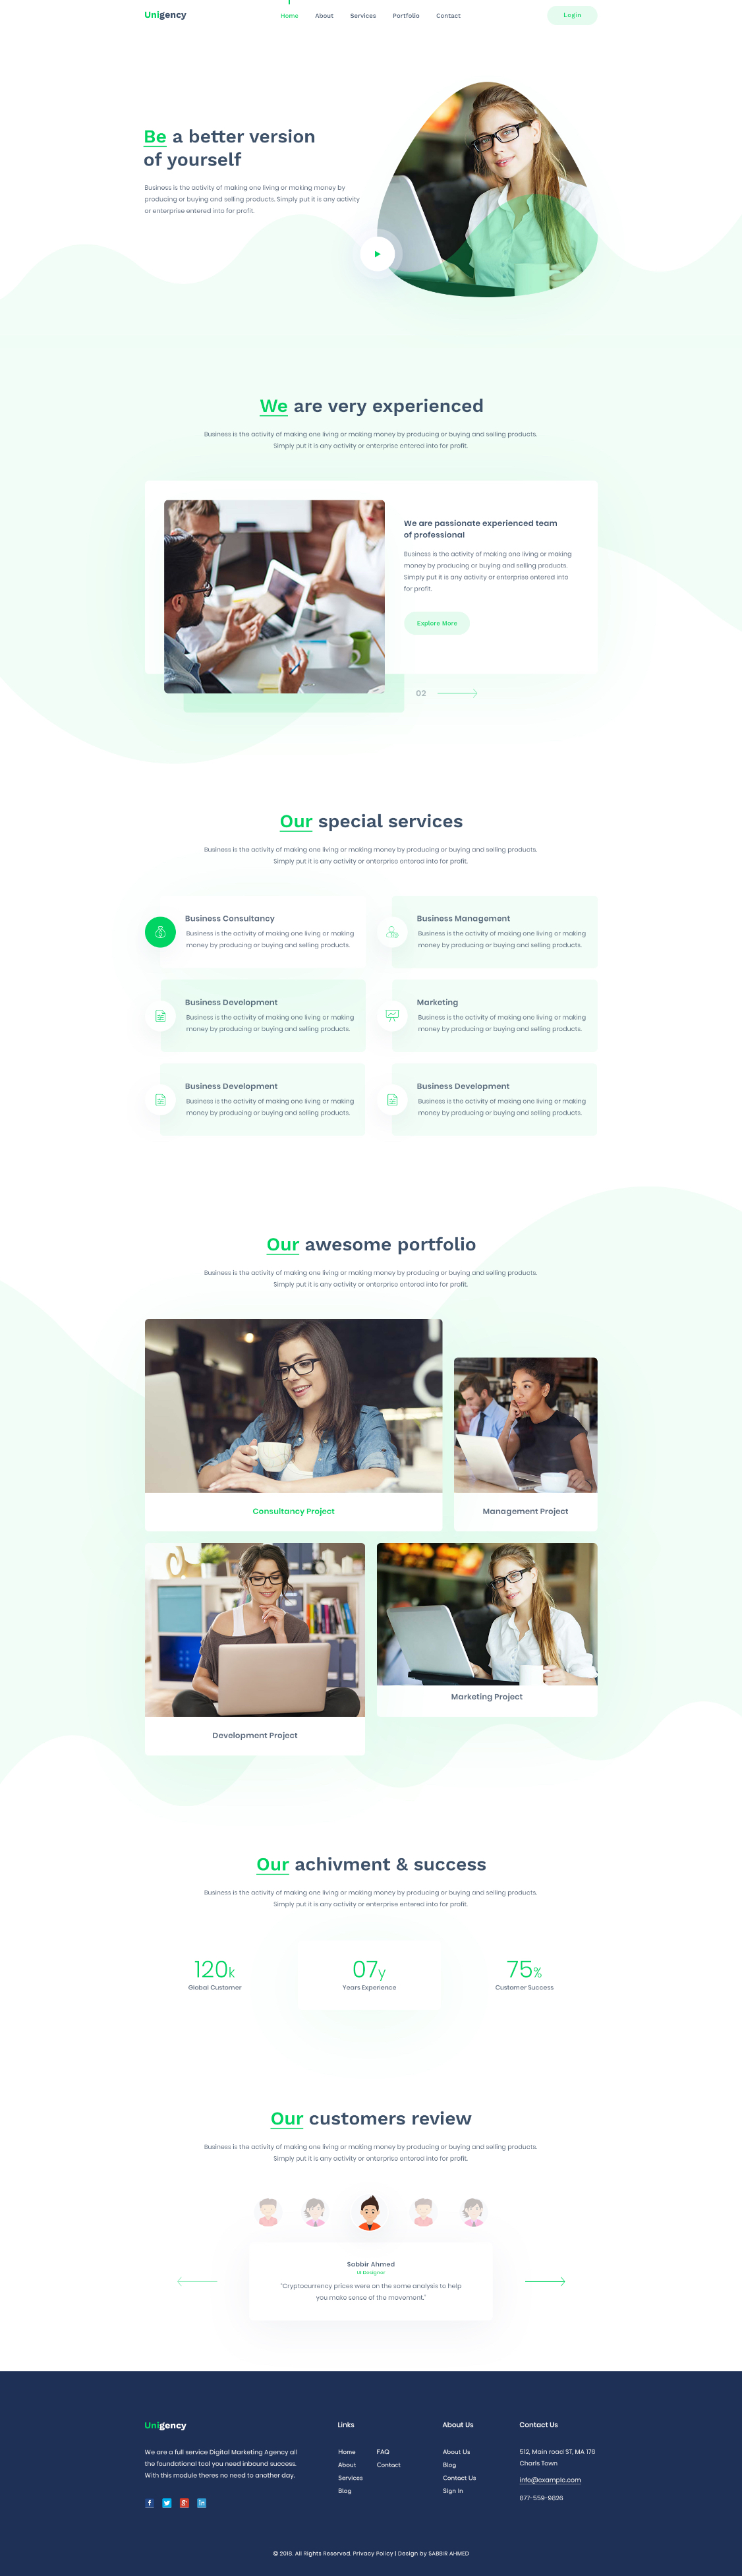 Unigency
Home About Services Portfolio Contact
Login
Be a better version
of yourself
Business is the activity of making one living or making money by
producing or buying and selling products. Simply put it is any activity
or enterprise entered into for profit.
We are very experienced
Business is the activity of making one living or making money by producing or buying and selling products.
Simply put it is any activity or enterprise entered into for profit.
We are passionate experienced team
of professional
Business is the activity of making one living or making
money by producing or buying and selling products.
Simply put it is any activity or enterprise entered into
for profit.
Explore More
02
Our special services
Business is the activity of making one living or making money by producing or buying and selling products.
Simply put it is any activity or enterprise entered into for profit.
Business Consultancy
Business is the activity of making one living or making
money by producing or buying and selling products.
Business Management
Business is the activity of making one living or making
money by producing or buying and selling products.
Business Development
Business is the activity of making one living or making
money by producing or buying and selling products.
Marketing
Business is the activity of making one living or making
money by producing or buying and selling products.
Business Development
Business is the activity of making one living or making
money by producing or buying and selling products.
Business Development
Business is the activity of making one living or making
money by producing or buying and selling products.
Our awesome portfolio
Business is the activity of making one living or making money by producing or buying and selling products.
Simply put it is any activity or enterprise entered into for profit.
Consultancy Project
Management Project
Development Project
Marketing Project
Our achivment & success
Business is the activity of making one living or making money by producing or buying and selling products.
Simply put it is any activity or enterprise entered into for profit.
120k
Global Customer
07y
Years Experience
75%
Customer Success
Our customers review
Business is the activity of making one living or making money by producing or buying and selling products.
Simply put it is any activity or enterprise entered into for profit.
Sabbir Ahmed
UI Designer
"Cryptocurrency prices were on the some analysis to help
you make sense of the movement."
Unigency
We are a full service Digital Marketing Agency all
the foundational tool you need inbound success.
With this module theres no need to another day.
Links
Home
About
Services
Blog
FAQ
Contact
About Us
About Us
Blog
Contact Us
Sign in
Contact Us
512, Main road ST, MA 176
Charls Town
info@example.com
877-559-9826
© 2018, All Rights Reserved. Privacy Policy | Design by SABBIR AHMED